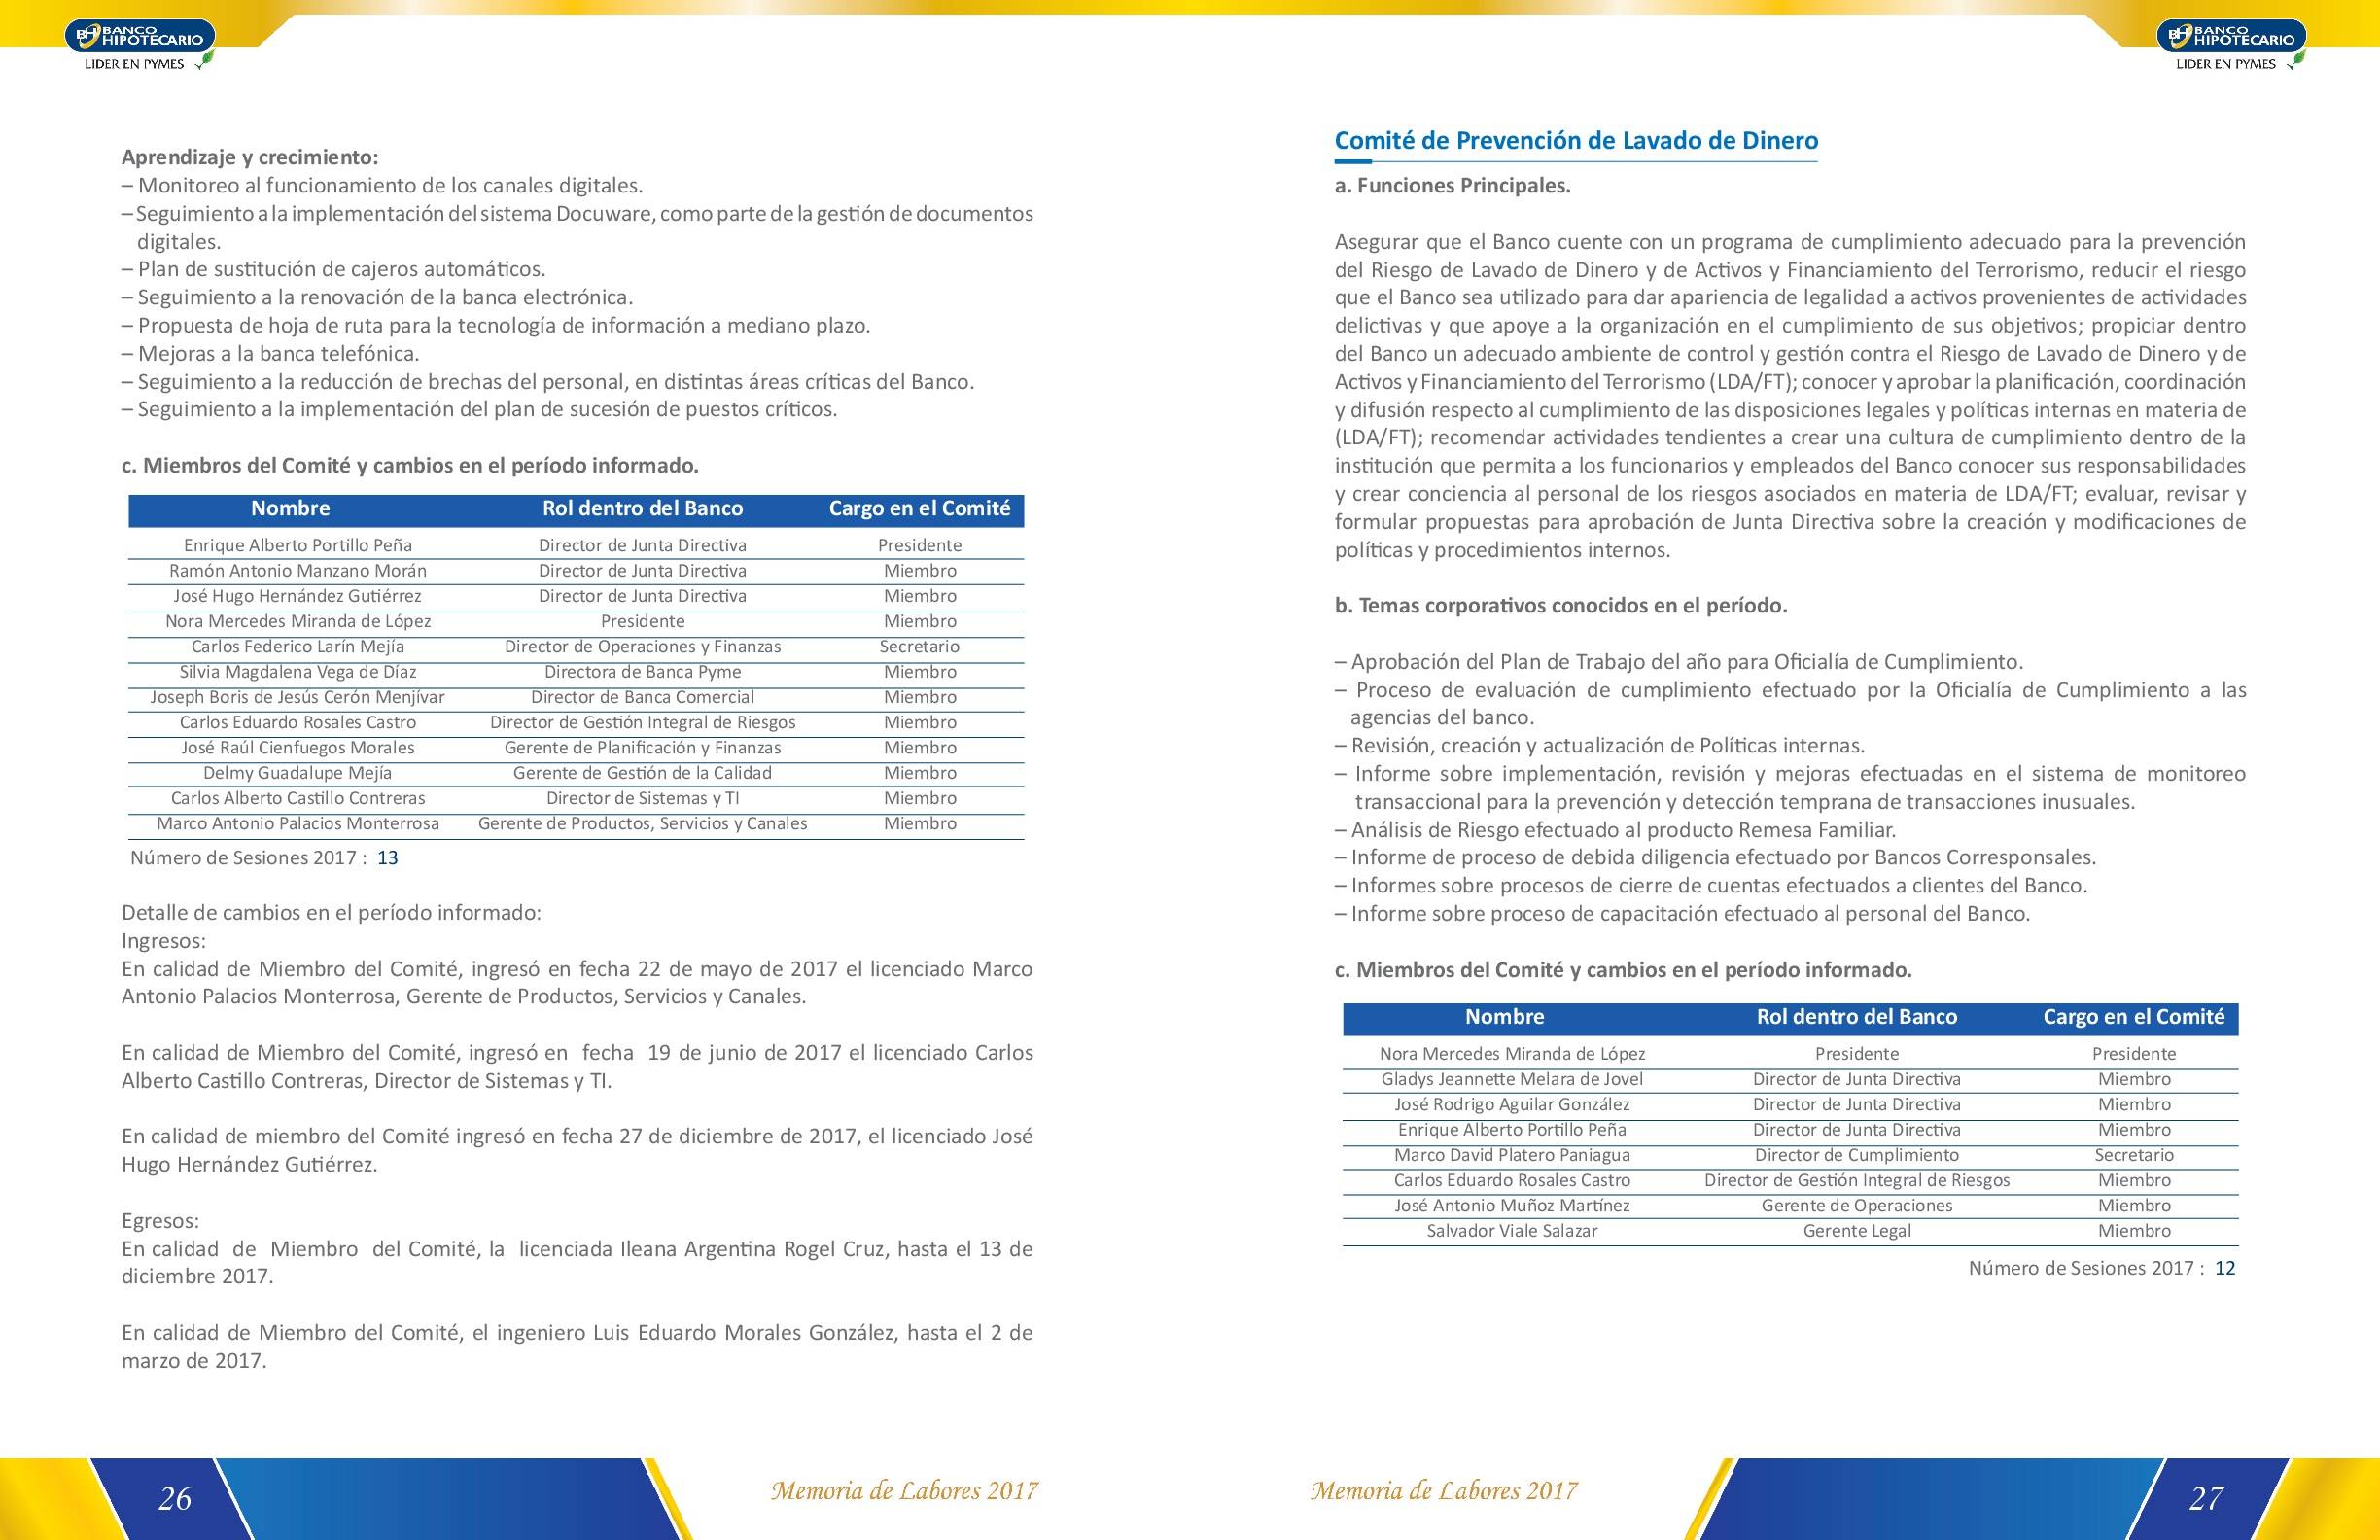 BH BANCO
HIPOTECARIO
LIDER EN PYMES
Aprendizaje y crecimiento:
– Monitoreo al funcionamiento de los canales digitales.
– Seguimiento a la implementación del sistema Docuware, como parte de la gestión de documentos
digitales.
– Plan de sustitución de cajeros automáticos.
– Seguimiento a la renovación de la banca electrónica.
– Propuesta de hoja de ruta para la tecnología de información a mediano plazo.
– Mejoras a la banca telefónica.
– Seguimiento a la reducción de brechas del personal, en distintas áreas críticas del Banco.
– Seguimiento a la implementación del plan de sucesión de puestos críticos.
c. Miembros del Comité y cambios en el período informado.
Nombre Rol dentro del Banco Cargo en el Comité
Enrique Alberto Portillo Peña Director de Junta Directiva Presidente
Ramón Antonio Manzano Morán Director de Junta Directiva Miembro
José Hugo Hernández Gutiérrez Director de Junta Directiva Miembro
Nora Mercedes Miranda de López Presidente Miembro
Carlos Federico Larín Mejía Director de Operaciones y Finanzas Secretario
Silvia Magdalena Vega de Díaz Directora de Banca Pyme Miembro
Joseph Boris de Jesús Cerón Menjívar Director de Banca Comercial Miembro
Carlos Eduardo Rosales Castro Director de Gestión Integral de Riesgos Miembro
José Raúl Cienfuegos Morales Gerente de Planificación y Finanzas Miembro
Delmy Guadalupe Mejía Gerente de Gestión de la Calidad Miembro
Carlos Alberto Castillo Contreras Director de Sistemas y TI Miembro
Marco Antonio Palacios Monterrosa Gerente de Productos, Servicios y Canales Miembro
Número de Sesiones 2017 : 13
Detalle de cambios en el período informado:
Ingresos:
En calidad de Miembro del Comité, ingresó en fecha 22 de mayo de 2017 el licenciado Marco
Antonio Palacios Monterrosa, Gerente de Productos, Servicios y Canales.
En calidad de Miembro del Comité, ingresó en fecha 19 de junio de 2017 el licenciado Carlos
Alberto Castillo Contreras, Director de Sistemas y TI.
En calidad de miembro del Comité ingresó en fecha 27 de diciembre de 2017, el licenciado José
Hugo Hernández Gutiérrez.
Egresos:
En calidad de Miembro del Comité, la licenciada Ileana Argentina Rogel Cruz, hasta el 13 de
diciembre 2017.
En calidad de Miembro del Comité, el ingeniero Luis Eduardo Morales González, hasta el 2 de
marzo de 2017.
26
Memoria de Labores 2017
BH BANCO
HIPOTECARIO
LIDER EN PYMES
Comité de Prevención de Lavado de Dinero
a. Funciones Principales.
Asegurar que el Banco cuente con un programa de cumplimiento adecuado para la prevención
del Riesgo de Lavado de Dinero y de Activos y Financiamiento del Terrorismo, reducir el riesgo
que el Banco sea utilizado para dar apariencia de legalidad a activos provenientes de actividades
delictivas y que apoye a la organización en el cumplimiento de sus objetivos; propiciar dentro
del Banco un adecuado ambiente de control y gestión contra el Riesgo de Lavado de Dinero y de
Activos y Financiamiento del Terrorismo (LDA/FT); conocer y aprobar la planificación, coordinación
y difusión respecto al cumplimiento de las disposiciones legales y políticas internas en materia de
(LDA/FT); recomendar actividades tendientes a crear una cultura de cumplimiento dentro de la
institución que permita a los funcionarios y empleados del Banco conocer sus responsabilidades
y crear conciencia al personal de los riesgos asociados en materia de LDA/FT; evaluar, revisar y
formular propuestas para aprobación de Junta Directiva sobre la creación y modificaciones de
políticas y procedimientos internos.
b. Temas corporativos conocidos en el período.
– Aprobación del Plan de Trabajo del año para Oficialía de Cumplimiento.
– Proceso de evaluación de cumplimiento efectuado por la Oficialía de Cumplimiento a las
agencias del banco.
– Revisión, creación y actualización de Políticas internas.
– Informe sobre implementación, revisión y mejoras efectuadas en el sistema de monitoreo
transaccional para la prevención y detección temprana de transacciones inusuales.
– Análisis de Riesgo efectuado al producto Remesa Familiar.
– Informe de proceso de debida diligencia efectuado por Bancos Corresponsales.
– Informes sobre procesos de cierre de cuentas efectuados a clientes del Banco.
– Informe sobre proceso de capacitación efectuado al personal del Banco.
c. Miembros del Comité y cambios en el período informado.
Nombre Rol dentro del Banco Cargo en el Comité
Nora Mercedes Miranda de López Presidente Presidente
Gladys Jeannette Melara de Jovel Director de Junta Directiva Miembro
José Rodrigo Aguilar González Director de Junta Directiva Miembro
Enrique Alberto Portillo Peña Director de Junta Directiva Miembro
Marco David Platero Paniagua Director de Cumplimiento Secretario
Carlos Eduardo Rosales Castro Director de Gestión Integral de Riesgos Miembro
José Antonio Muñoz Martínez Gerente de Operaciones Miembro
Salvador Viale Salazar Gerente Legal Miembro
Número de Sesiones 2017 : 12
Memoria de Labores 2017
27